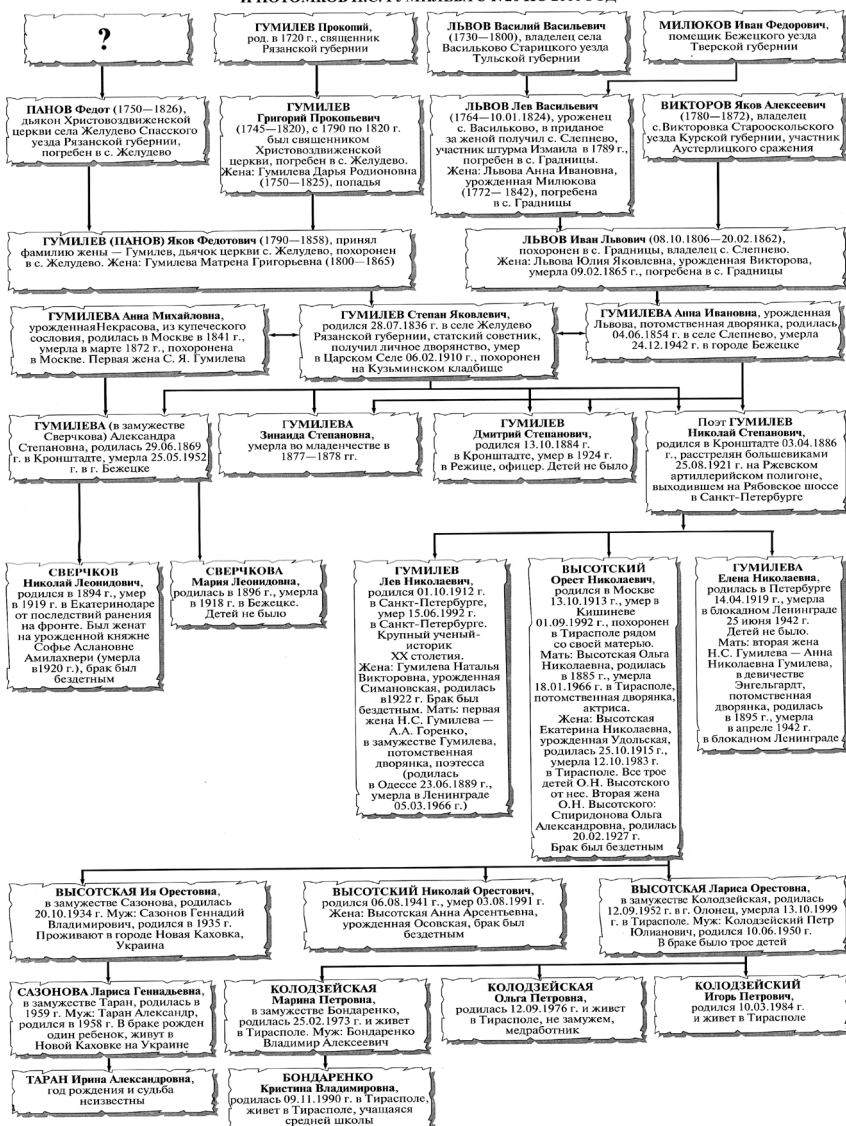 ?
ГУМИЛЕВ Прокопий,
род. в 1720 г., священник
Рязанской губернии
ЛЬВОВ Василий Васильевич
(1730—1800), владелец села
Васильково Старицкого уезда
Тульской губернии
МИЛЮКОВ Иван Федорович,
помещик Бежецкого уезда
Тверской губернии
ПАНОВ Федот (1750—1826),
дьякон Христовоздвиженской
церкви села Желудево Спасского
уезда Рязанской губернии,
погребен в с. Желудево
ГУМИЛЕВ
Григорий Прокопьевич
(1745—1820), с 1790 по 1820 г.
был священником
Христовоздвиженской
церкви, погребен в с. Желудево.
Жена: Гумилева Дарья Родионовна
(1750—1825), попадья
ЛЬВОВ Лев Васильевич
(1764—10.01.1824), уроженец
с. Васильково, в приданое
за женой получил с. Слепнево,
участник штурма Измаила в 1789 г.,
погребен в с. Градницы.
Жена: Львова Анна Ивановна,
урожденная Милюкова
(1772— 1842), погребена
в с. Градницы
ВИКТОРОВ Яков Алексеевич
(1780—1872), владелец
с.Викторовка Старооскольского
уезда Курской губернии, участник
Аустерлицкого сражения
ГУМИЛЕВ (ПАНОВ) Яков Федотович (1790—1858), принял
фамилию жены — Гумилев, дьячок церкви с. Желудево, похоронен
в с. Желудево. Жена: Гумилева Матрена Григорьевна (1800—1865)
ЛЬВОВ Иван Львович (08.10.1806—20.02.1862),
похоронен в с. Градницы, владелец с. Слепнево.
Жена: Львова Юлия Яковлевна, урожденная Викторова,
умерла 09.02.1865 г., погребена в с. Градницы
ГУМИЛЕВА Анна Михайловна,
урожденнаяНекрасова, из купеческого
сословия, родилась в Москве в 1841 г.,
умерла в марте 1872 г., похоронена
в Москве. Первая жена С. Я. Гумилева
ГУМИЛЕВ Степан Яковлевич,
родился 28.07.1836 г. в селе Желудево
Рязанской губернии, статский советник,
получил личное дворянство, умер
в Царском Селе 06.02.1910 г., похоронен
на Кузьминском кладбище
ГУМИЛЕВА Анна Ивановна, урожденная
Львова, потомственная дворянка, родилась
04.06.1854 г. в селе Слепнево, умерла
24.12.1942 г. в городе Бежецке
ГУМИЛЕВА (в замужестве
Сверчкова) Александра
Степановна, родилась 29.06.1869
г. в Кронштадте, умерла 25.05.1952
г. в г. Бежецке
ГУМИЛЕВА
Зинаида Степановна,
умерла во младенчестве в
1877—1878 гг.
ГУМИЛЕВ
Дмитрий Степанович,
родился 13.10.1884 г.
в Кронштадте, умер в 1924 г.
в Режице, офицер. Детей не было
Поэт ГУМИЛЕВ
Николай Степанович,
родился в Кронштадте 03.04.1886
г., расстрелян большевиками
25.08.1921 г. на Ржевском
артиллерийском полигоне,
выходившем на Рябовское шоссе
в Санкт-Петербурге
СВЕРЧКОВ
Николай Леонидович,
родился в 1894 г., умер
в 1919 г. в Екатеринодаре
от последствий ранения
на фронте. Был женат
на урожденной княжне
Софье Аслановне
Амилахвери (умерла
в1920 г.), брак был
бездетным
СВЕРЧКОВА
Мария Леонидовна,
родилась в 1896 г., умерла
в 1918 г. в Бежецке.
Детей не было
ГУМИЛЕВ
Лев Николаевич,
родился 01.10.1912 г.
в Санкт-Петербурге,
умер 15.06.1992 г.
в Санкт-Петербурге.
Крупный ученый-
историк
XX столетия.
Жена: Гумилева Наталья
Викторовна, урожденная
Симановская, родилась
в1922 г. Брак был
бездетным. Мать: первая
жена Н.С. Гумилева —
А.А. Горенко,
в замужестве Гумилева,
потомственная
дворянка, поэтесса
(родилась
в Одессе 23.06.1889 г.,
умерла в Ленинграде
05.03.1966 г.)
ВЫСОТСКИЙ
Орест Николаевич,
родился в Москве
13.10.1913 г., умер в
Кишиневе
01.09.1992 г., похоронен
в Тирасполе рядом
со своей матерью.
Мать: Высотская Ольга
Николаевна, родилась
в 1885 г., умерла
18.01.1966 г. в Тирасполе,
потомственная дворянка,
актриса.
Жена: Высотская
Екатерина Николаевна,
урожденная Удольская,
родилась 25.10.1915 г.,
умерла 12.10.1983 г.
в Тирасполе. Все трое
детей О.Н. Высотского
от нее. Вторая жена
О.Н. Высотского:
Спиридонова Ольга
Александровна, родилась
20.02.1927 г.
Брак был бездетным
ГУМИЛЕВА
Елена Николаевна,
родилась в Петербурге
14.04.1919 г., умерла
в блокадном Ленинграде
25 июня 1942 г.
Детей не было.
Мать: вторая жена
Н.С. Гумилева — Анна
Николаевна Гумилева,
в девичестве
Энгельгардт,
потомственная
дворянка, родилась
в 1895 г., умерла
в апреле 1942 г.
в блокадном Ленинграде
ВЫСОТСКАЯ Ия Орестовна,
в замужестве Сазонова, родилась
20.10.1934 г. Муж: Сазонов Геннадий
Владимирович, родился в 1935 г.
Проживают в городе Новая Каховка,
Украина
ВЫСОТСКИЙ Николай Орестович,
родился 06.08.1941 г., умер 03.08.1991 г.
Жена: Высотская Анна Арсентьевна,
урожденная Осовская, брак был
бездетным
ВЫСОТСКАЯ Лариса Орестовна,
в замужестве Колодзейская, родилась
12.09.1952 г. в г. Олонец, умерла 13.10.1999
г. в Тирасполе. Муж: Колодзейский Петр
Юлианович, родился 10.06.1950 г.
В браке было трое детей
САЗОНОВА Лариса Геннадьевна,
в замужестве Таран, родилась в
1959 г. Муж: Таран Александр,
родился в 1958 г. В браке рожден
один ребенок, живут в
Новой Каховке на Украине
КОЛОДЗЕЙСКАЯ
Марина Петровна,
в замужестве Бондаренко,
родилась 25.02.1973 г. и живет
в Тирасполе. Муж: Бондаренко
Владимир Алексеевич
КОЛОДЗЕЙСКАЯ
Ольга Петровна,
родилась 12.09.1976 г. и живет
в Тирасполе, не замужем,
медработник
КОЛОДЗЕЙСКИЙ
Игорь Петрович,
родился 10.03.1984 г.
и живет в Тирасполе
ТАРАН Ирина Александровна,
год рождения и судьба
неизвестны
БОНДАРЕНКО
Кристина Владимировна,
родилась 09.11.1990 г. в Тирасполе,
живет в Тирасполе, учащаяся
средней школы